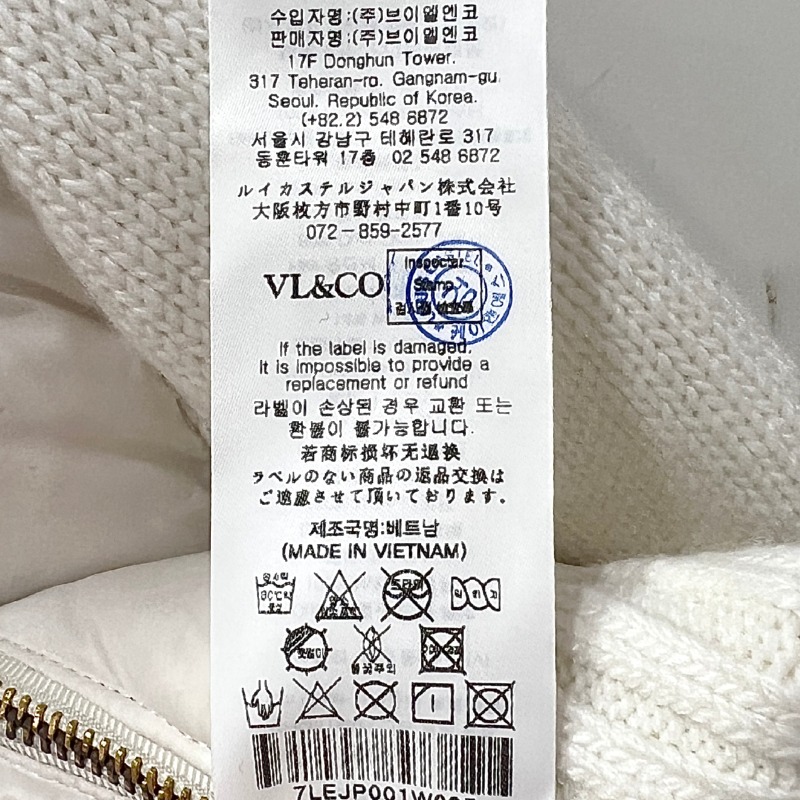 수입자명:(주)브이엘엔코
판매자명:(주)브이엘엔코
17F Donghun Tower.
317 Teheran-ro. Gangnam-gu.
Seoul. Republic of Korea.
(+82.2) 548 6872
서울시 강남구 테헤란로 317
동훈타워 17층 02 548 6872
ルイカステルジャパン株式会社
大阪枚方市野村中町1番10号
072-859-2577
VL&CO
Inspector
Stamp
If the label is damaged.
it is impossible to provide a
replacement or refund
라벨이 손상된 경우 교환 또는
환불이 불가능합니다.
若商标损坏无退换
ラベルのない商品の返品交換は
ご遠慮させて頂いております。
제조국명:베트남
(MADE IN VIETNAM)
드라이
7LEJP001W